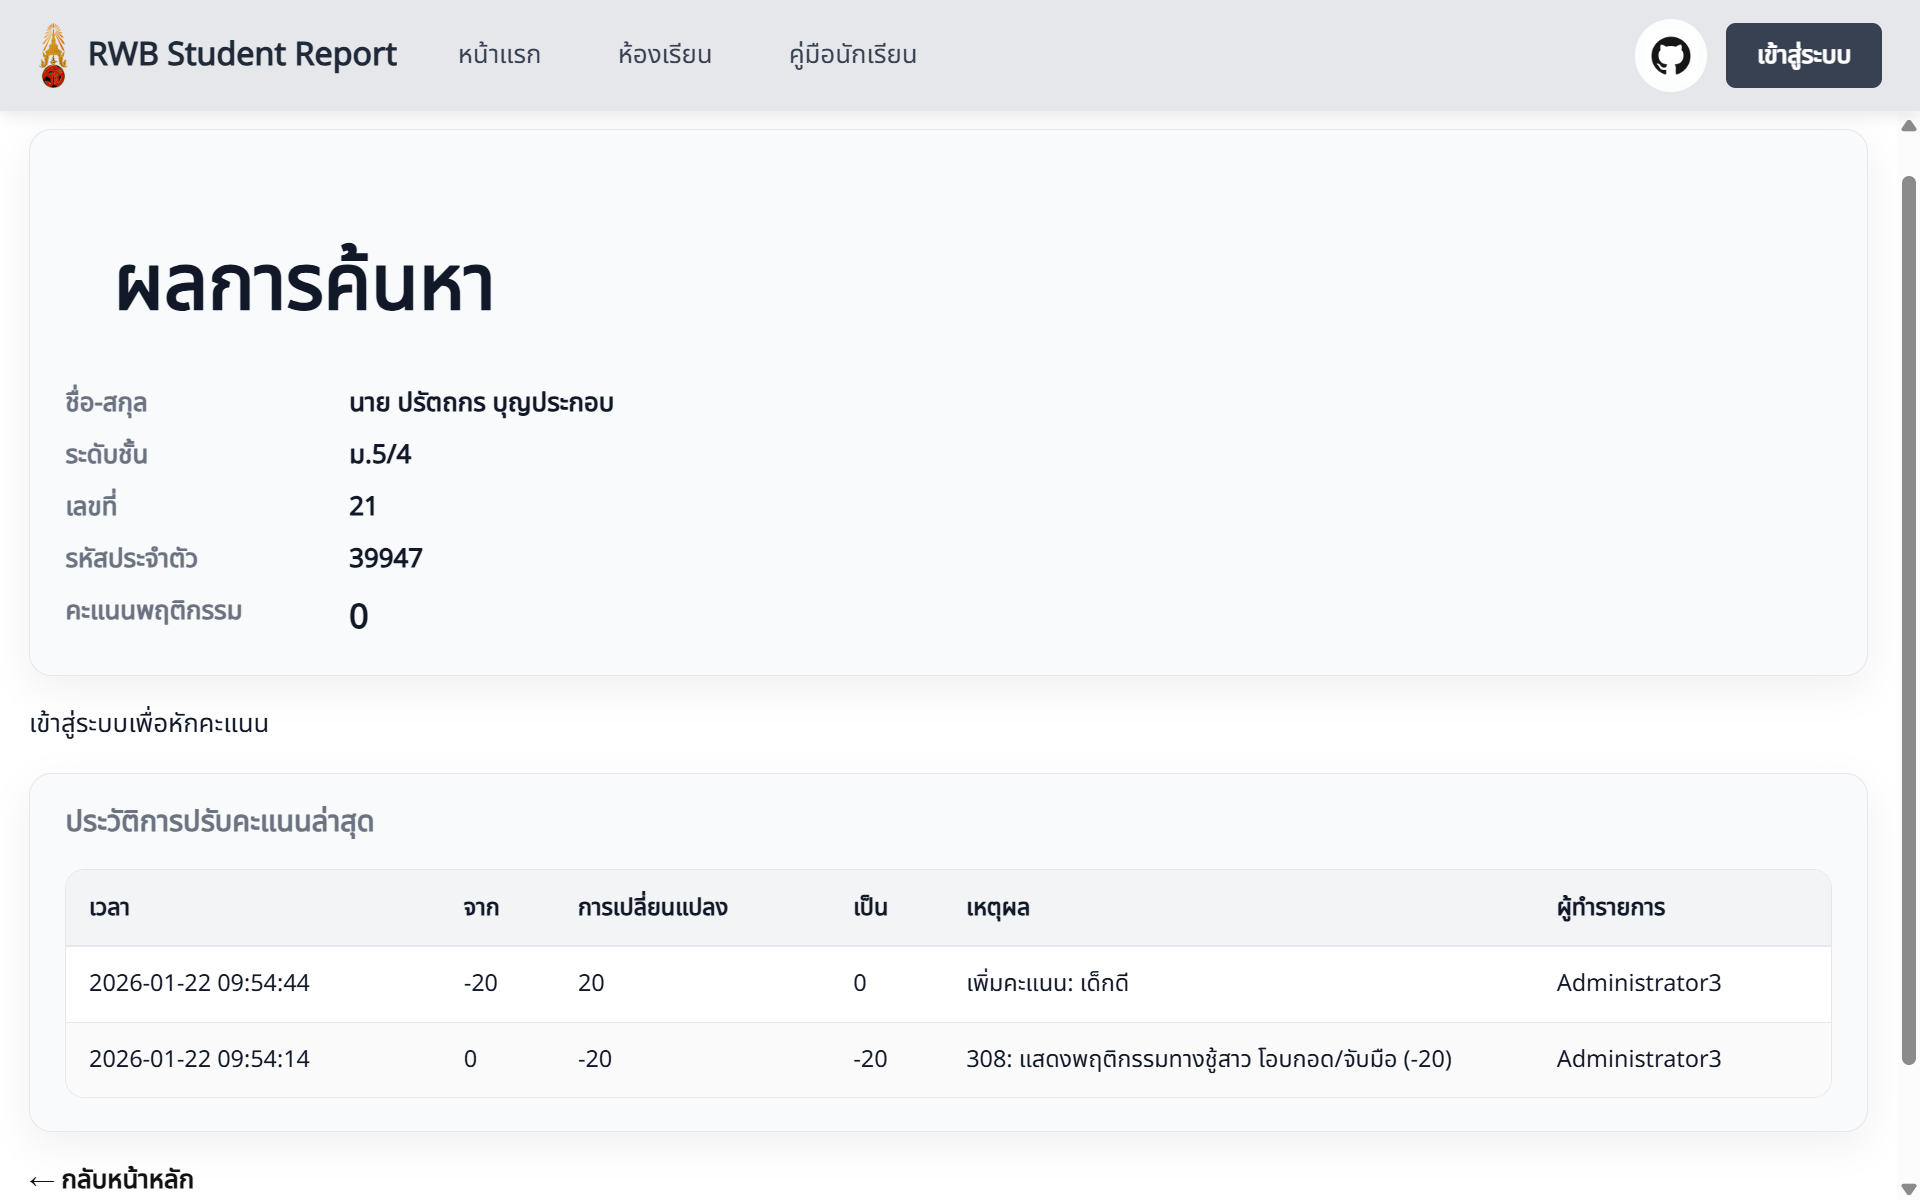 RWB Student Report
หน้าแรก
ห้องเรียน
คู่มือนักเรียน
เข้าสู่ระบบ
ผลการค้นหา
ชื่อ-สกุล นาย ปรัตถกร บุญประกอบ
ระดับชั้น ม.5/4
เลขที่ 21
รหัสประจำตัว 39947
คะแนนพฤติกรรม 0
เข้าสู่ระบบเพื่อหักคะแนน
ประวัติการปรับคะแนนล่าสุด
เวลา จาก การเปลี่ยนแปลง เป็น เหตุผล ผู้ทำรายการ
2026-01-22 09:54:44 -20 20 0 เพิ่มคะแนน: เด็กดี Administrator3
2026-01-22 09:54:14 0 -20 -20 308: แสดงพฤติกรรมทางชู้สาว โอบกอด/จับมือ (-20) Administrator3
← กลับหน้าหลัก